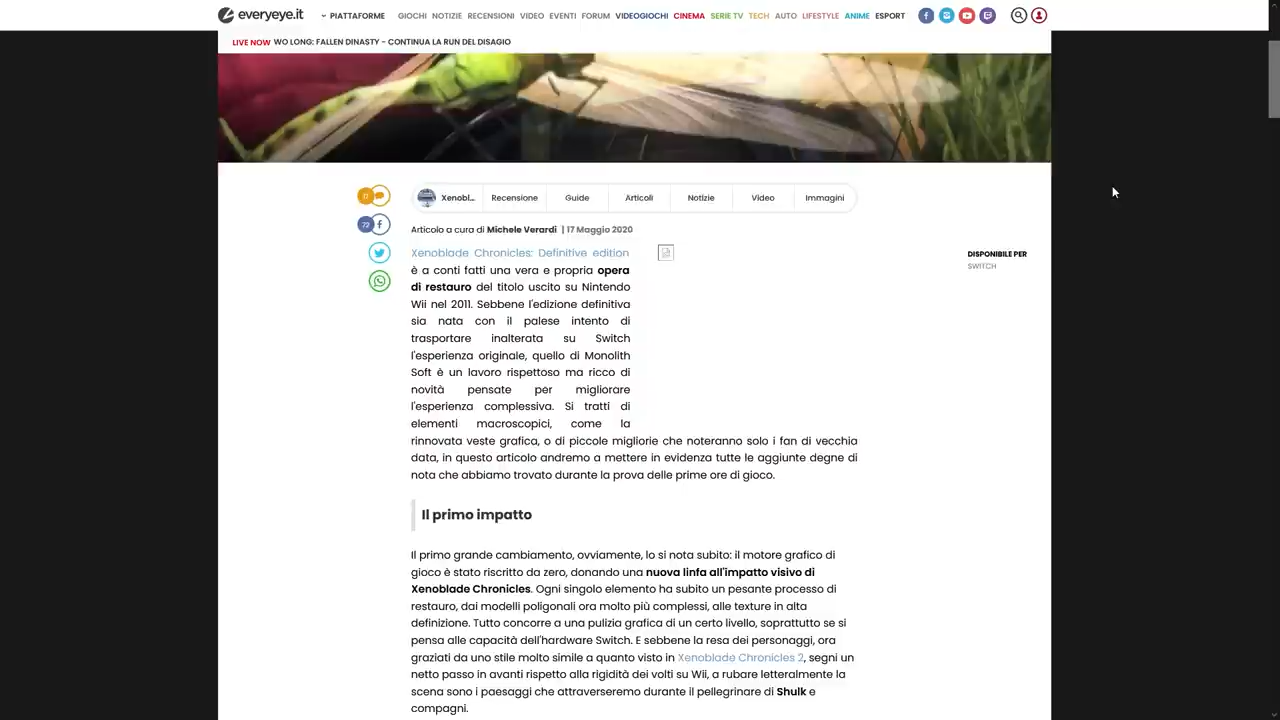 everyeye.it
PIATTAFORME GIOCHI NOTIZIE RECENSIONI VIDEO EVENTI FORUM VIDEOGIOCHI CINEMA SERIE TV TECH AUTO LIFESTYLE ANIME ESPORT
LIVE NOW WO LONG: FALLEN DINASTY - CONTINUA LA RUN DEL DISAGIO
Xenobl... Recensione Guide Articoli Notizie Video Immagini
Articolo a cura di Michele Verardi | 17 Maggio 2020
Xenoblade Chronicles: Definitive edition
è a conti fatti una vera e propria opera
di restauro del titolo uscito su Nintendo
Wii nel 2011. Sebbene l'edizione definitiva
sia nata con il palese intento di
trasportare inalterata su Switch
l'esperienza originale, quello di Monolith
Soft è un lavoro rispettoso ma ricco di
novità pensate per migliorare
l'esperienza complessiva. Si tratti di
elementi macroscopici, come la
rinnovata veste grafica, o di piccole migliorie che noteranno solo i fan di vecchia
data, in questo articolo andremo a mettere in evidenza tutte le aggiunte degne di
nota che abbiamo trovato durante la prova delle prime ore di gioco.
DISPONIBILE PER
SWITCH
Il primo impatto
Il primo grande cambiamento, ovviamente, lo si nota subito: il motore grafico di
gioco è stato riscritto da zero, donando una nuova linfa all'impatto visivo di
Xenoblade Chronicles. Ogni singolo elemento ha subito un pesante processo di
restauro, dai modelli poligonali ora molto più complessi, alle texture in alta
definizione. Tutto concorre a una pulizia grafica di un certo livello, soprattutto se si
pensa alle capacità dell'hardware Switch. E sebbene la resa dei personaggi, ora
graziati da uno stile molto simile a quanto visto in Xenoblade Chronicles 2, segni un
netto passo in avanti rispetto alla rigidità dei volti su Wii, a rubare letteralmente la
scena sono i paesaggi che attraverseremo durante il pellegrinare di Shulk e
compagni.